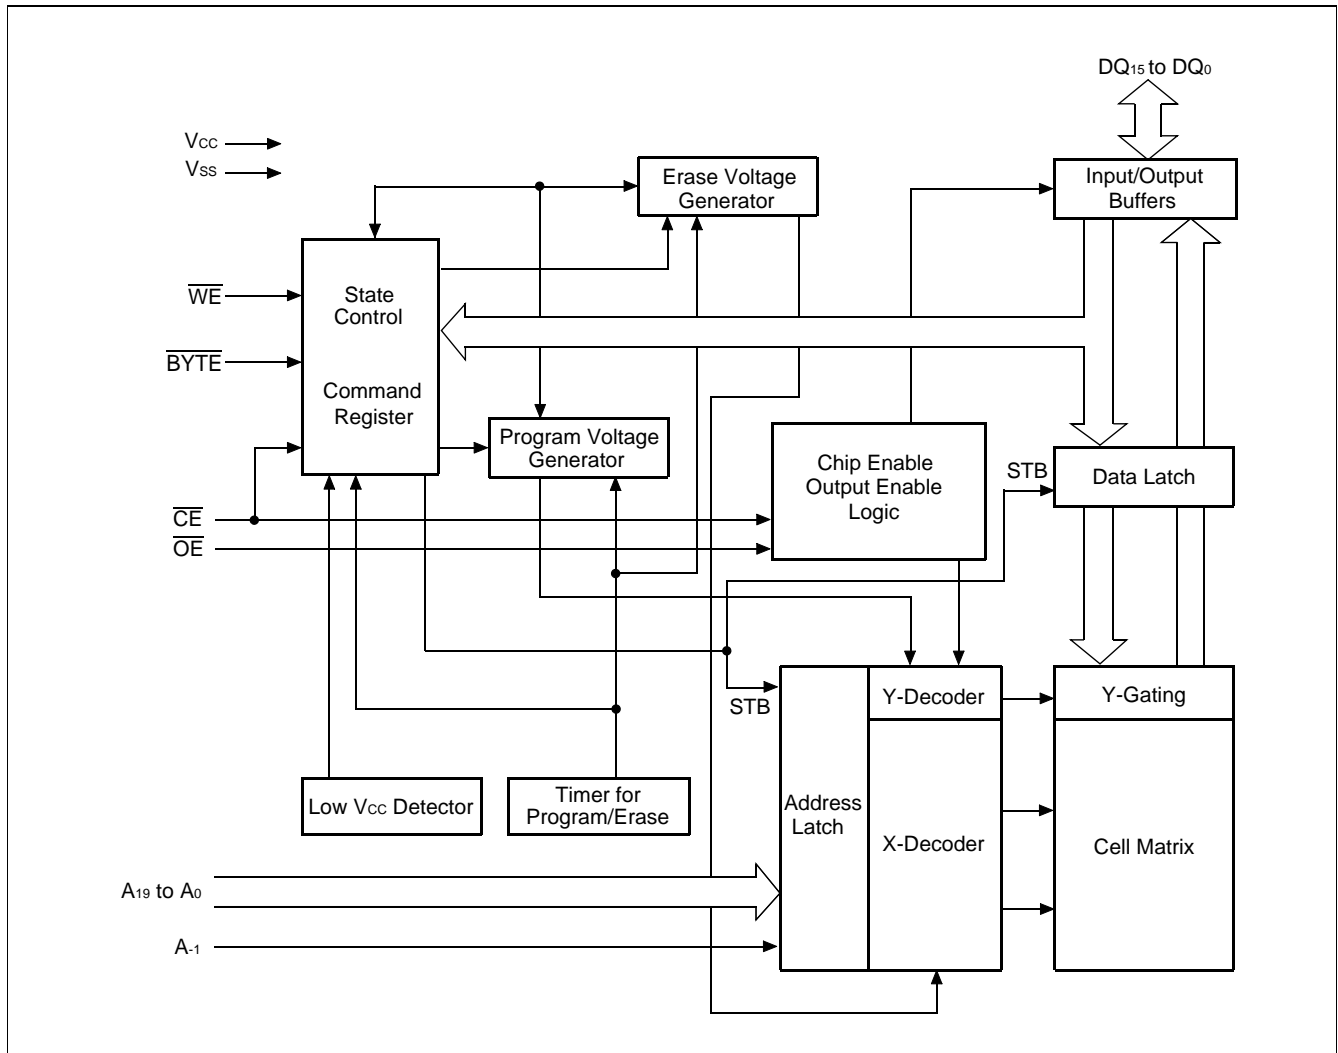 DQ15 to DQ0
VCC
VSS
Erase Voltage
Generator
Input/Output
Buffers
WE
State
Control
BYTE
Command
Register
Program Voltage
Generator
Chip Enable
Output Enable
Logic
STB
Data Latch
CE
OE
STB
Y-Decoder
Y-Gating
Low VCC Detector
Timer for
Program/Erase
Address
Latch
X-Decoder
Cell Matrix
A19 to A0
A-1